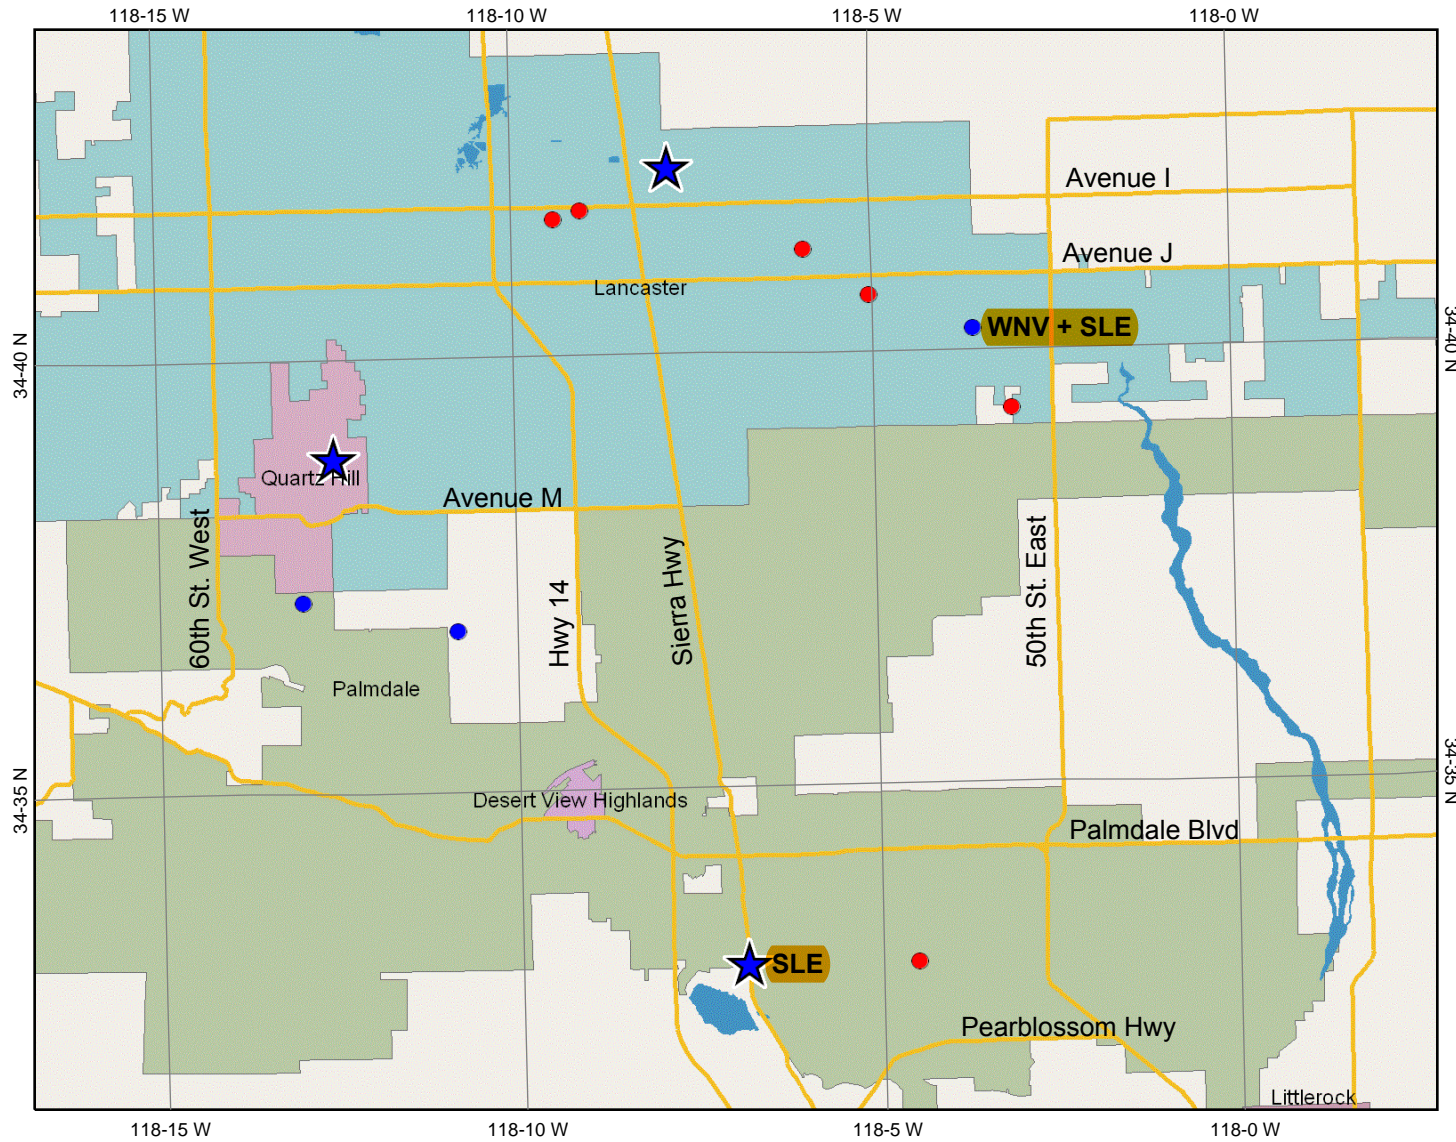 118-15 W
118-10 W
118-5 W
118-0 W
Avenue I
Avenue J
Lancaster
WNV + SLE
34-40 N
34-40 N
Quartz Hill
Avenue M
60th St. West
Hwy 14
Sierra Hwy
50th St. East
Palmdale
34-35 N
34-35 N
Desert View Highlands
Palmdale Blvd
SLE
Pearblossom Hwy
Littlerock
118-15 W
118-10 W
118-5 W
118-0 W